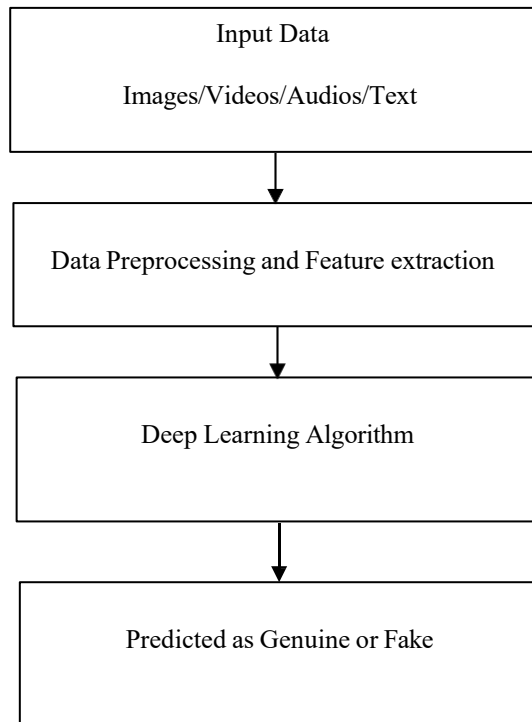 Input Data
Images/Videos/Audios/Text
Data Preprocessing and Feature extraction
Deep Learning Algorithm
Predicted as Genuine or Fake